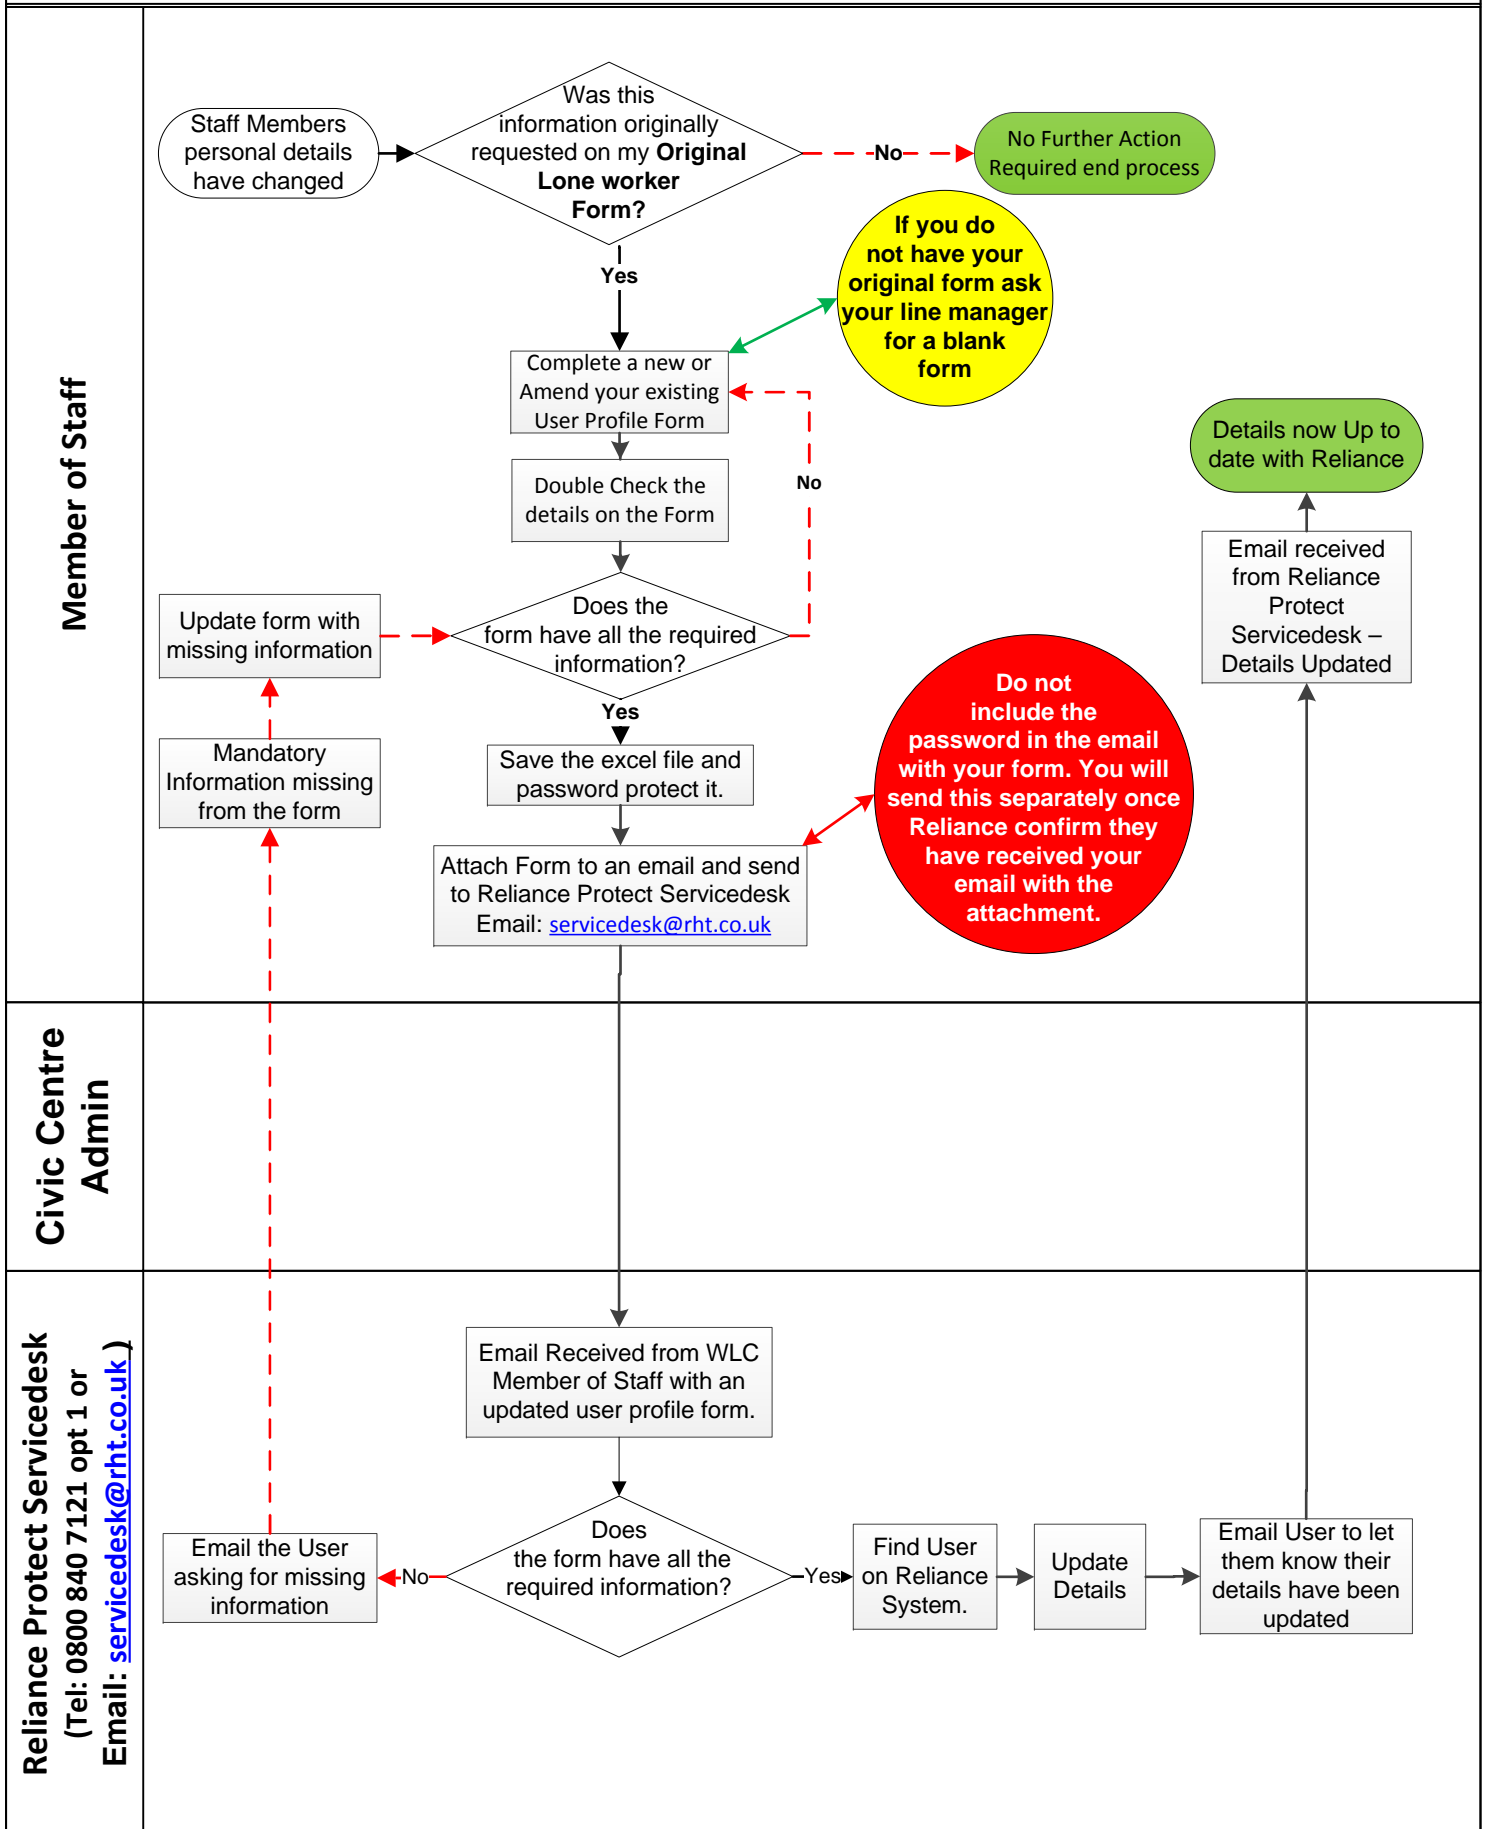 Member of Staff
Staff Members
personal details
have changed
Was this
information originally
requested on my Original
Lone worker
Form?
No
No Further Action
Required end process
Yes
If you do
not have your
original form ask
your line manager
for a blank
form
Complete a new or
Amend your existing
User Profile Form
Double Check the
details on the Form
No
Does the
form have all the required
information?
Update form with
missing information
Mandatory
Information missing
from the form
Yes
Save the excel file and
password protect it.
Attach Form to an email and send
to Reliance Protect Servicedesk
Email: servicedesk@rht.co.uk
Do not
include the
password in the email
with your form. You will
send this separately once
Reliance confirm they
have received your
email with the
attachment.
Details now Up to
date with Reliance
Email received
from Reliance
Protect
Servicedesk –
Details Updated
Civic Centre
Admin
Reliance Protect Servicedesk
(Tel: 0800 840 7121 opt 1 or
Email: servicedesk@rht.co.uk )
Email Received from WLC
Member of Staff with an
updated user profile form.
Does
the form have all the
required information?
No
Email the User
asking for missing
information
Yes
Find User
on Reliance
System.
Update
Details
Email User to let
them know their
details have been
updated